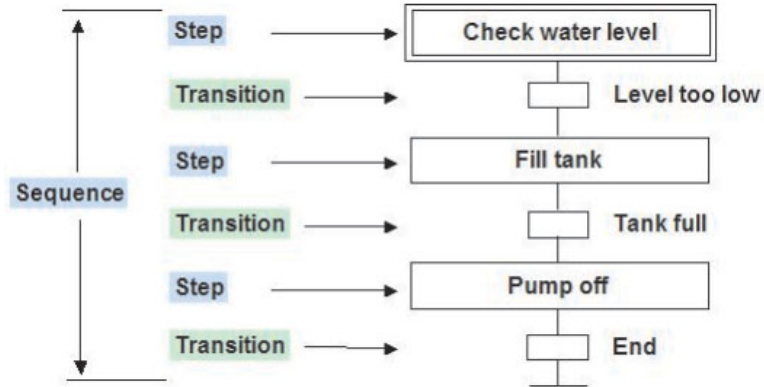 Step
Check water level
Transition
Level too low
Step
Fill tank
Sequence
Transition
Tank full
Step
Pump off
Transition
End